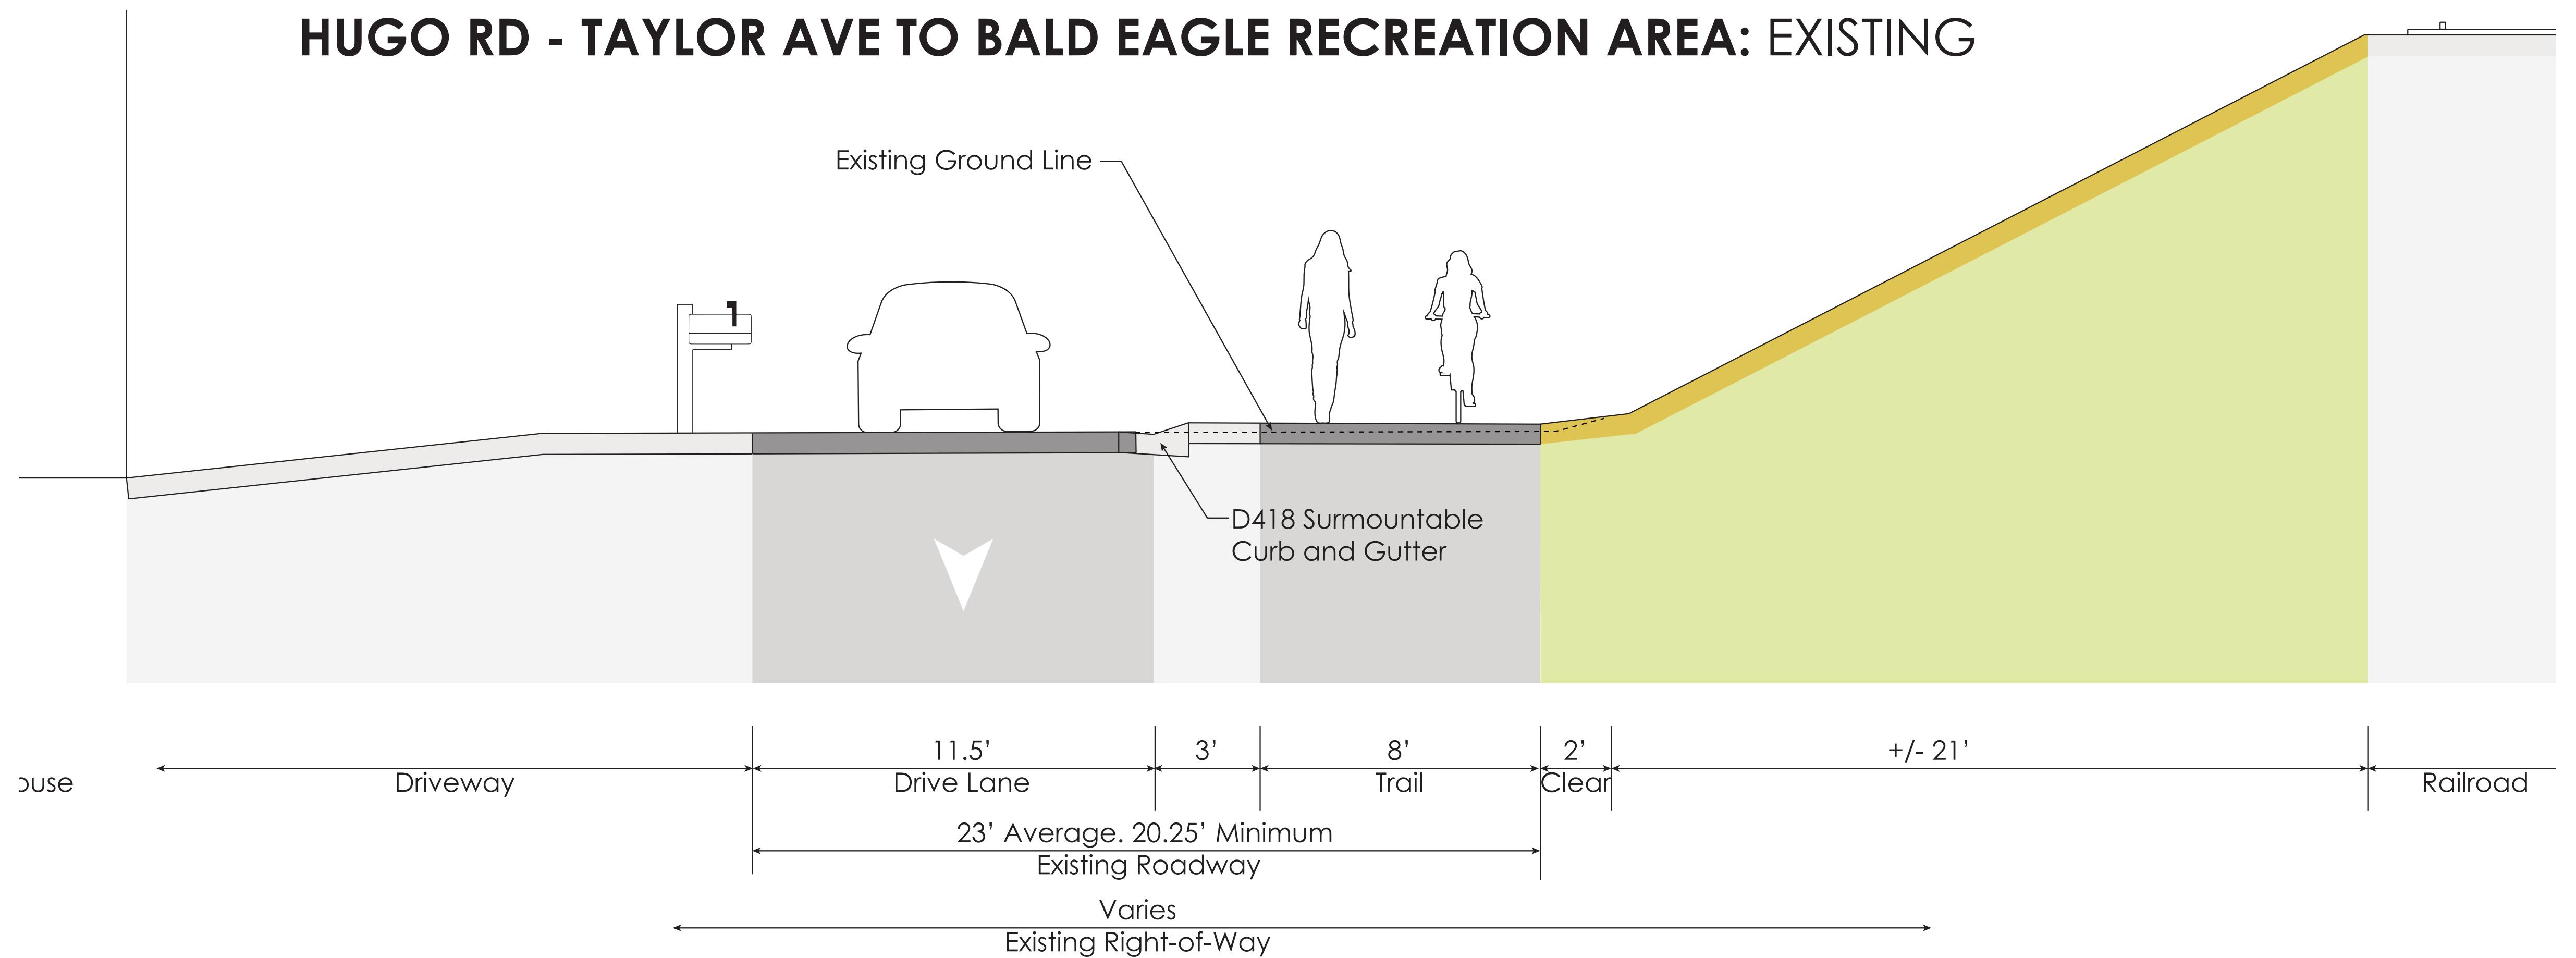 HUGO RD - TAYLOR AVE TO BALD EAGLE RECREATION AREA: EXISTING
Existing Ground Line
1
D418 Surmountable
Curb and Gutter
11.5’ 3’ 8’ 2’ +/- 21’
ouse Driveway Drive Lane Trail Clear Railroad
23’ Average. 20.25’ Minimum
Existing Roadway
Varies
Existing Right-of-Way